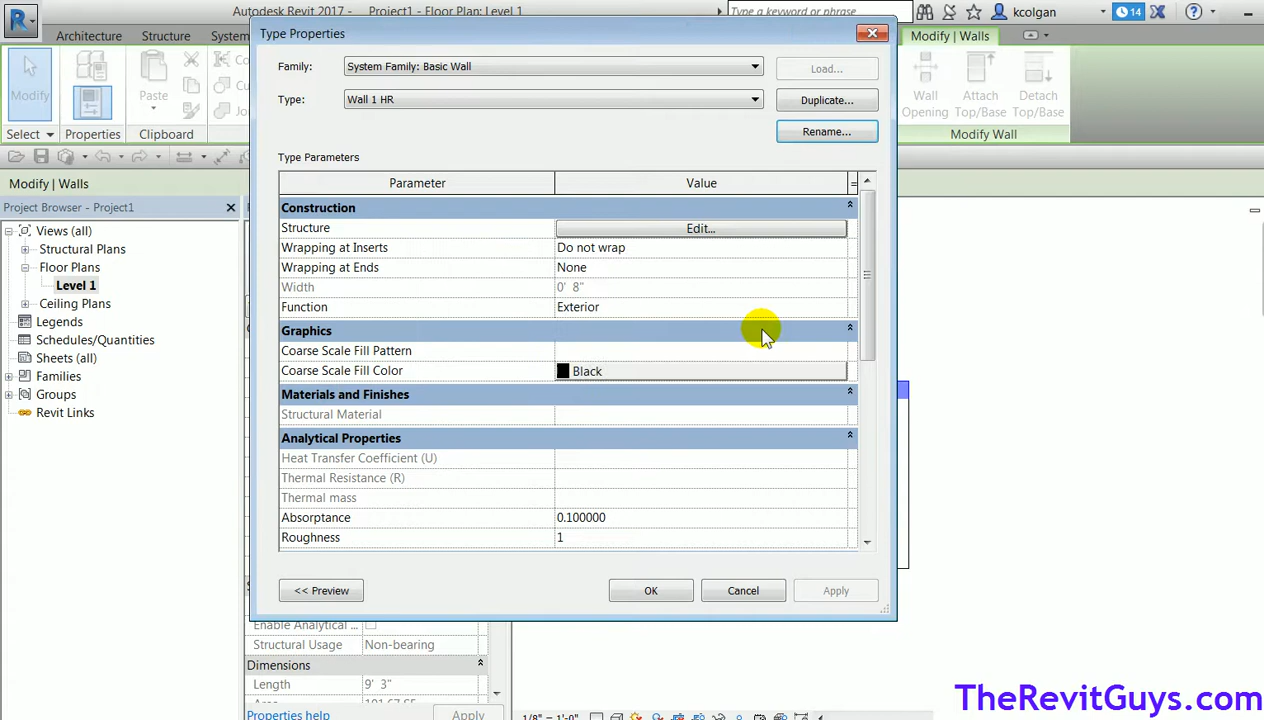 Autodesk Revit 2017 - Project1 - Floor Plan: Level 1
Type a keyword or phrase
kcolgan
14
R
Architecture Structure
Modify | Walls
Modify
Select
Properties
Paste
Clipboard
Wall Opening
Attach Top/Base
Detach Top/Base
Modify Wall
Modify | Walls
Project Browser - Project1
Views (all)
Structural Plans
Floor Plans
Level 1
Ceiling Plans
Legends
Schedules/Quantities
Sheets (all)
Families
Groups
Revit Links
Type Properties
Family:
System Family: Basic Wall
Load...
Type:
Wall 1 HR
Duplicate...
Rename...
Type Parameters
Parameter Value =
Construction
Structure Edit...
Wrapping at Inserts Do not wrap
Wrapping at Ends None
Width 0' 8"
Function Exterior
Graphics
Coarse Scale Fill Pattern
Coarse Scale Fill Color Black
Materials and Finishes
Structural Material
Analytical Properties
Heat Transfer Coefficient (U)
Thermal Resistance (R)
Thermal mass
Absorptance 0.100000
Roughness 1
<< Preview OK Cancel Apply
Enable Analytical ...
Structural Usage Non-bearing
Dimensions
Length 9' 3"
Properties help Apply
1/8" = 1'-0"
TheRevitGuys.com